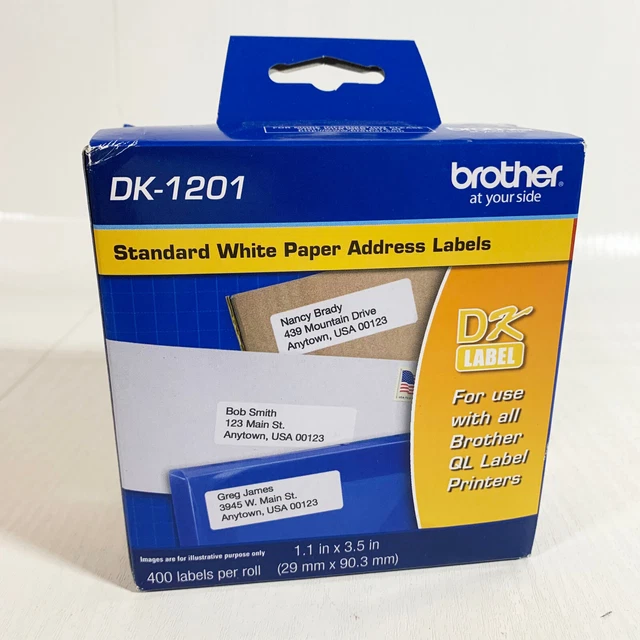 DK-1201
brother
at your side
Standard White Paper Address Labels
Nancy Brady
439 Mountain Drive
Anytown, USA 00123
DK
LABEL
Bob Smith
123 Main St.
Anytown, USA 00123
For use
with all
Brother
QL Label
Printers
Greg James
3945 W. Main St.
Anytown, USA 00123
Images are for illustrative purpose only
400 labels per roll
1.1 in x 3.5 in
(29 mm x 90.3 mm)